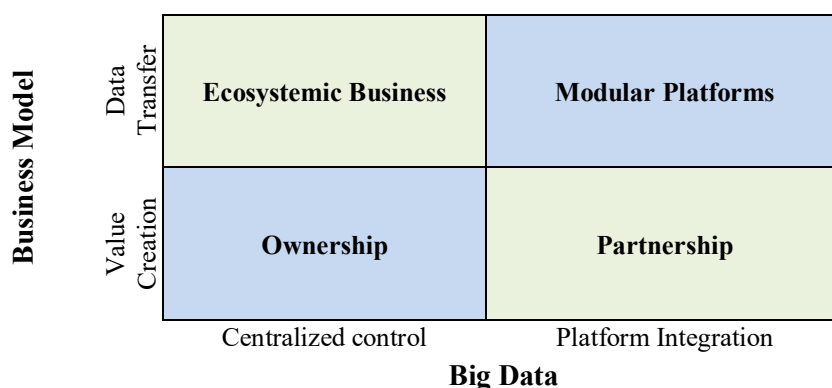 Business Model
Data
Transfer
Ecosystemic Business
Modular Platforms
Value
Creation
Ownership
Partnership
Centralized control
Platform Integration
Big Data